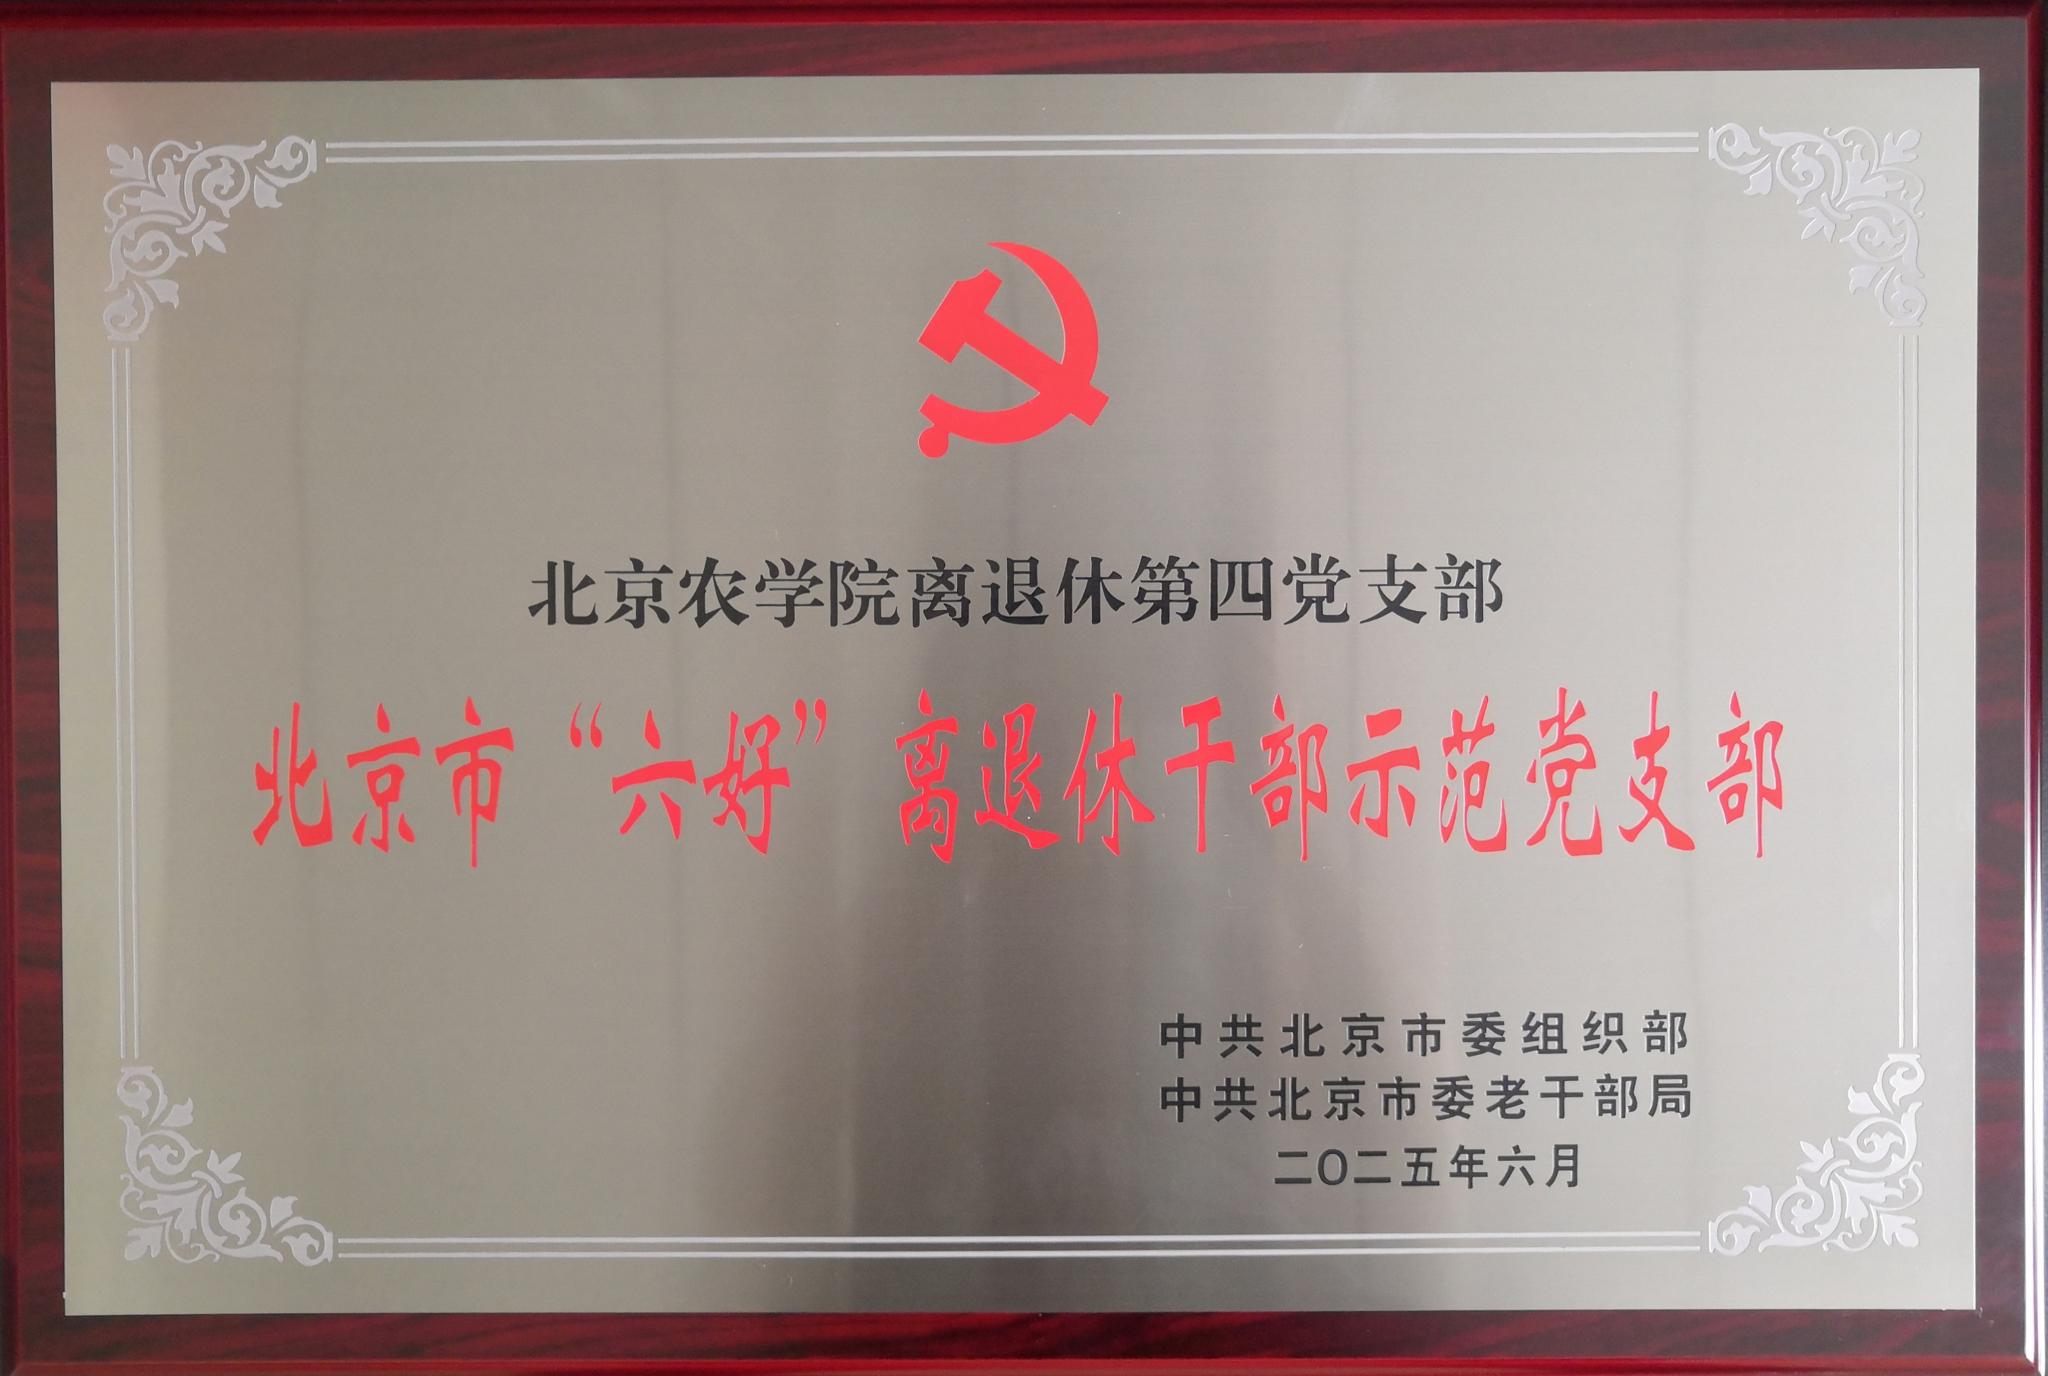 北京农学院离退休第四党支部
北京市“六好”离退休干部示范党支部
中共北京市委组织部
中共北京市委老干部局
二〇二五年六月